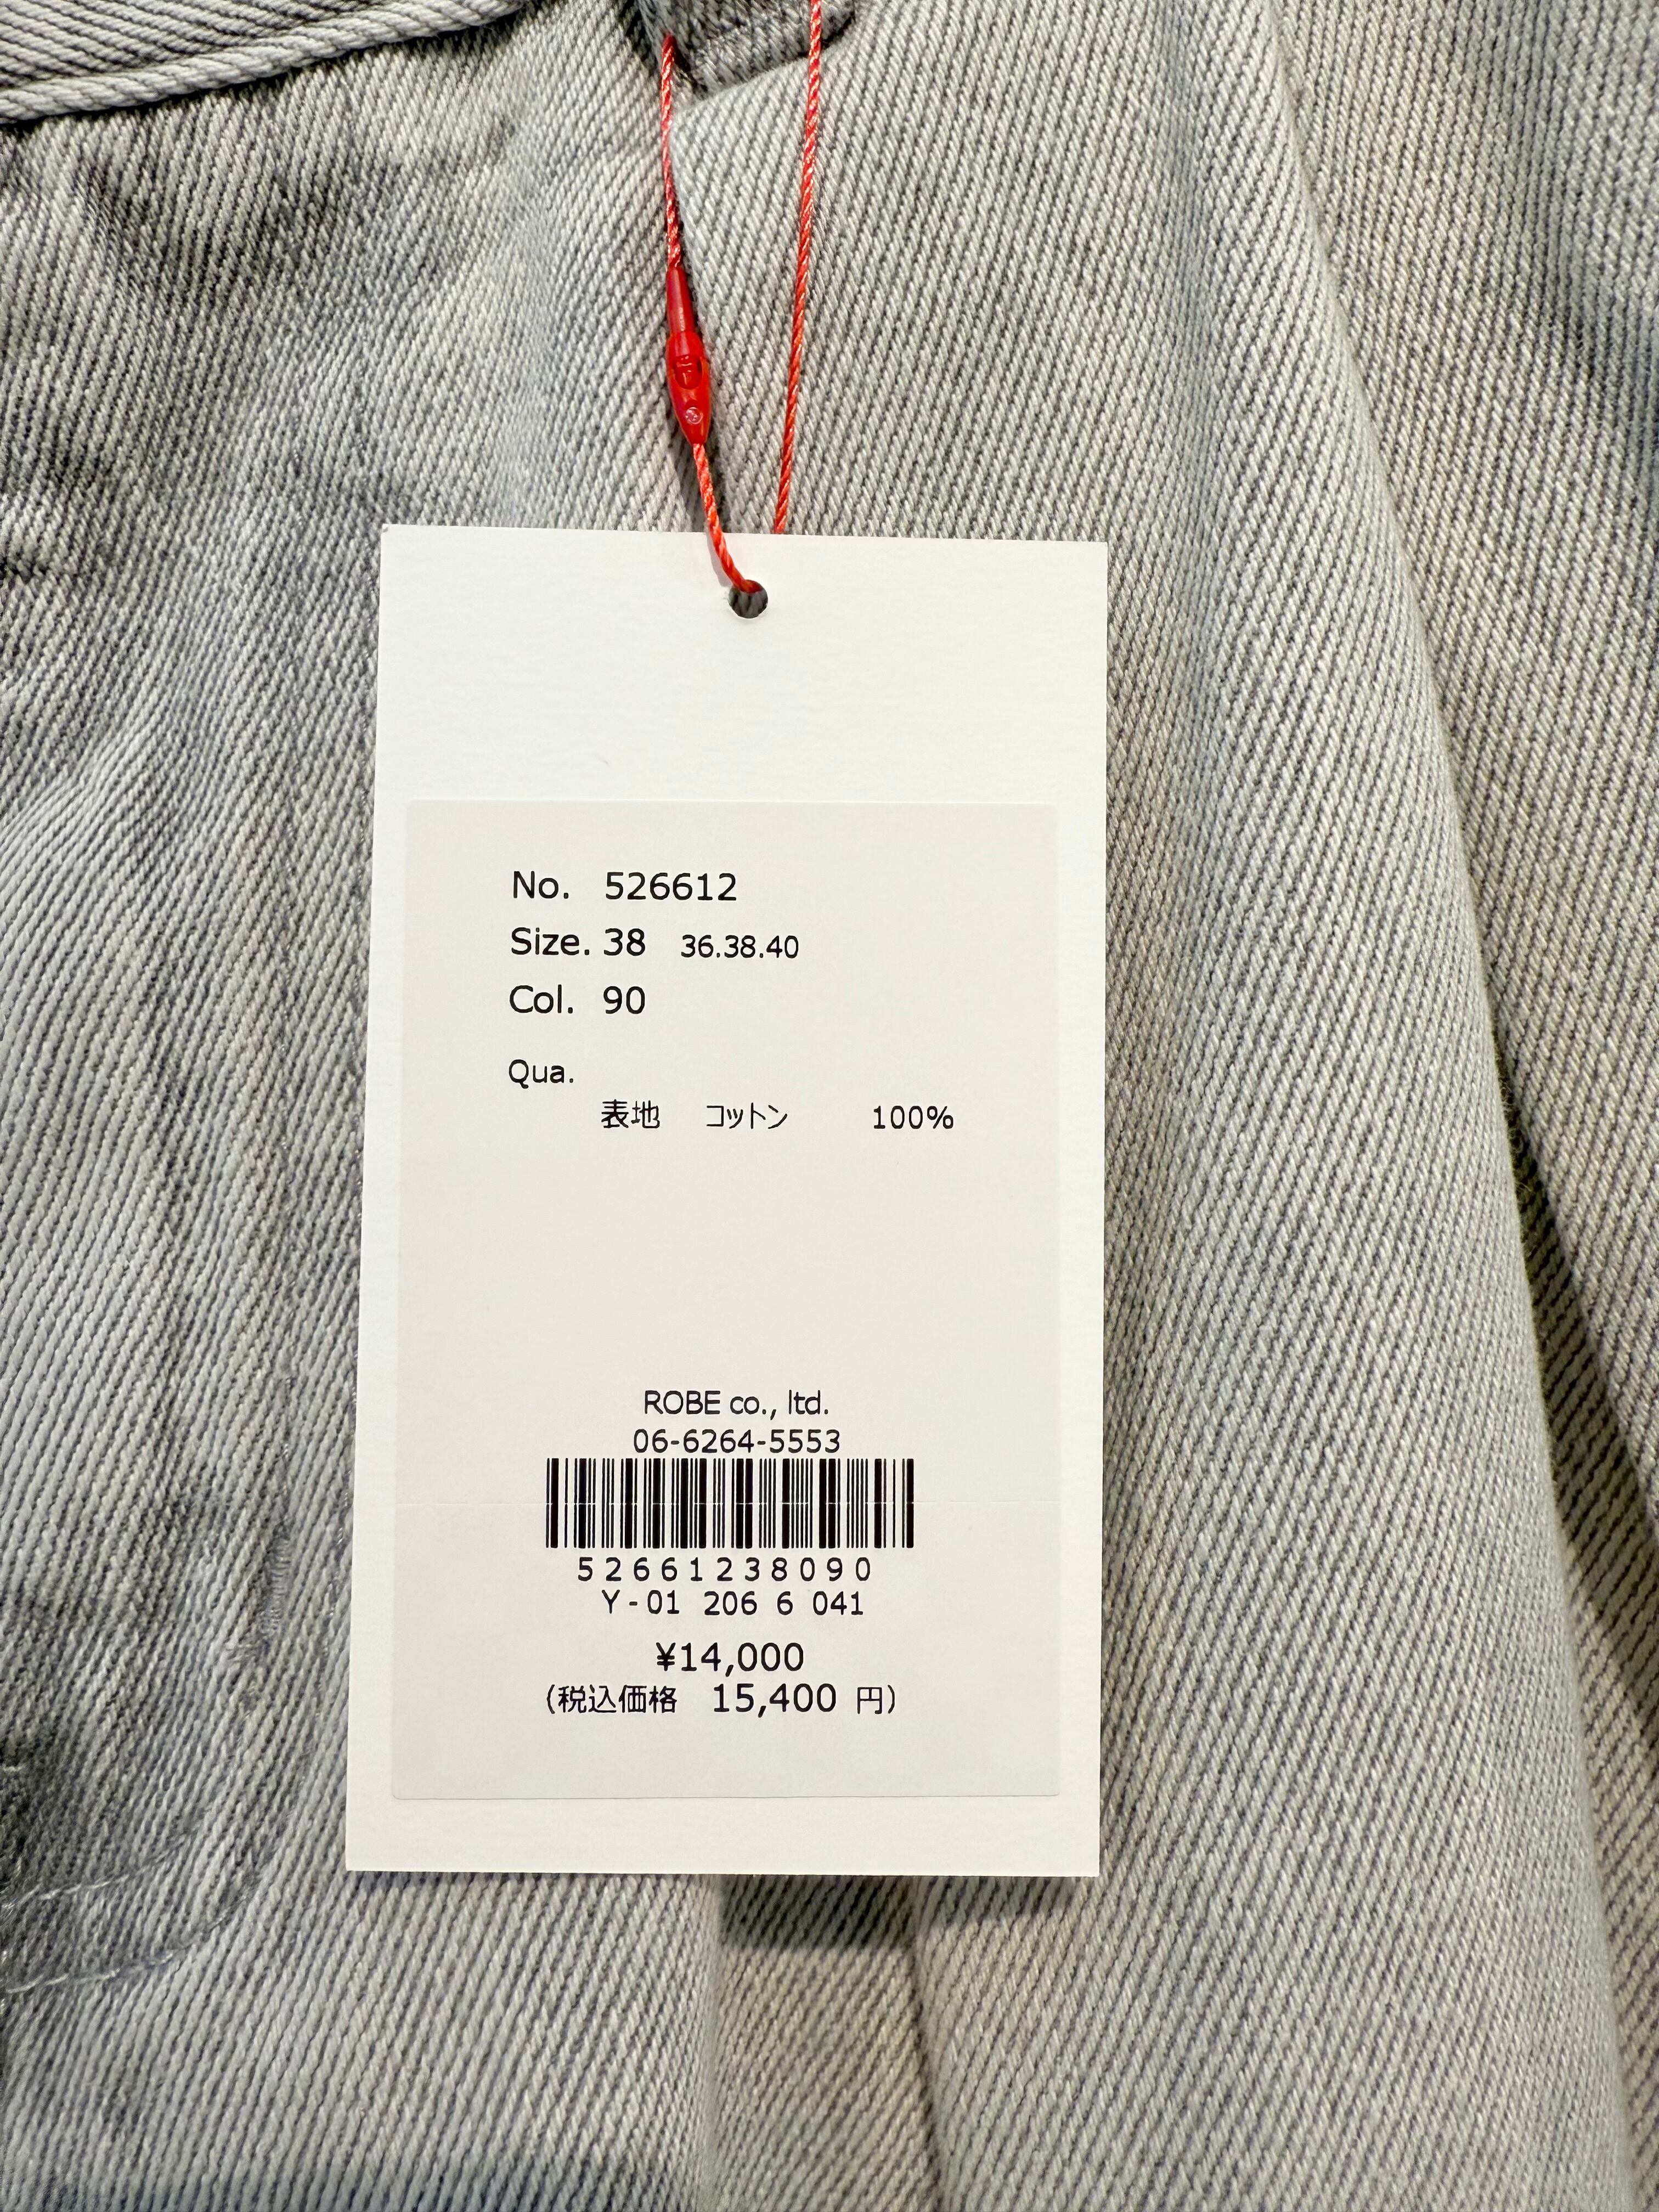 No. 526612
Size. 38 36.38.40
Col. 90
Qua.
表地 コットン 100%
ROBE co., ltd.
06-6264-5553
52661238090
Y-01 206 6 041
¥14,000
(税込価格 15,400 円)